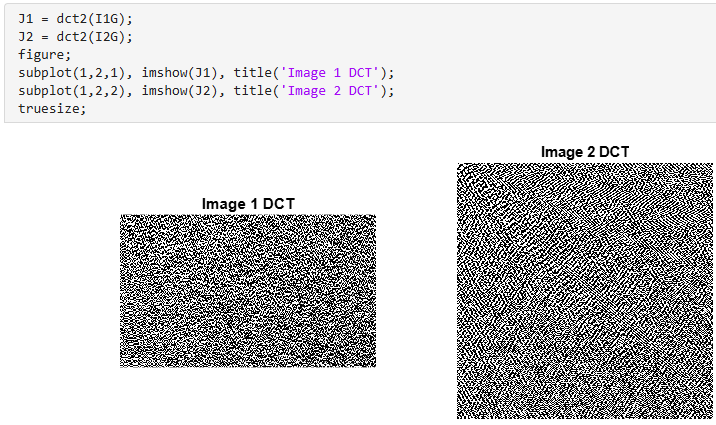 J1 = dct2(I1G);
J2 = dct2(I2G);
figure;
subplot(1,2,1), imshow(J1), title('Image 1 DCT');
subplot(1,2,2), imshow(J2), title('Image 2 DCT');
truesize;
Image 1 DCT
Image 2 DCT